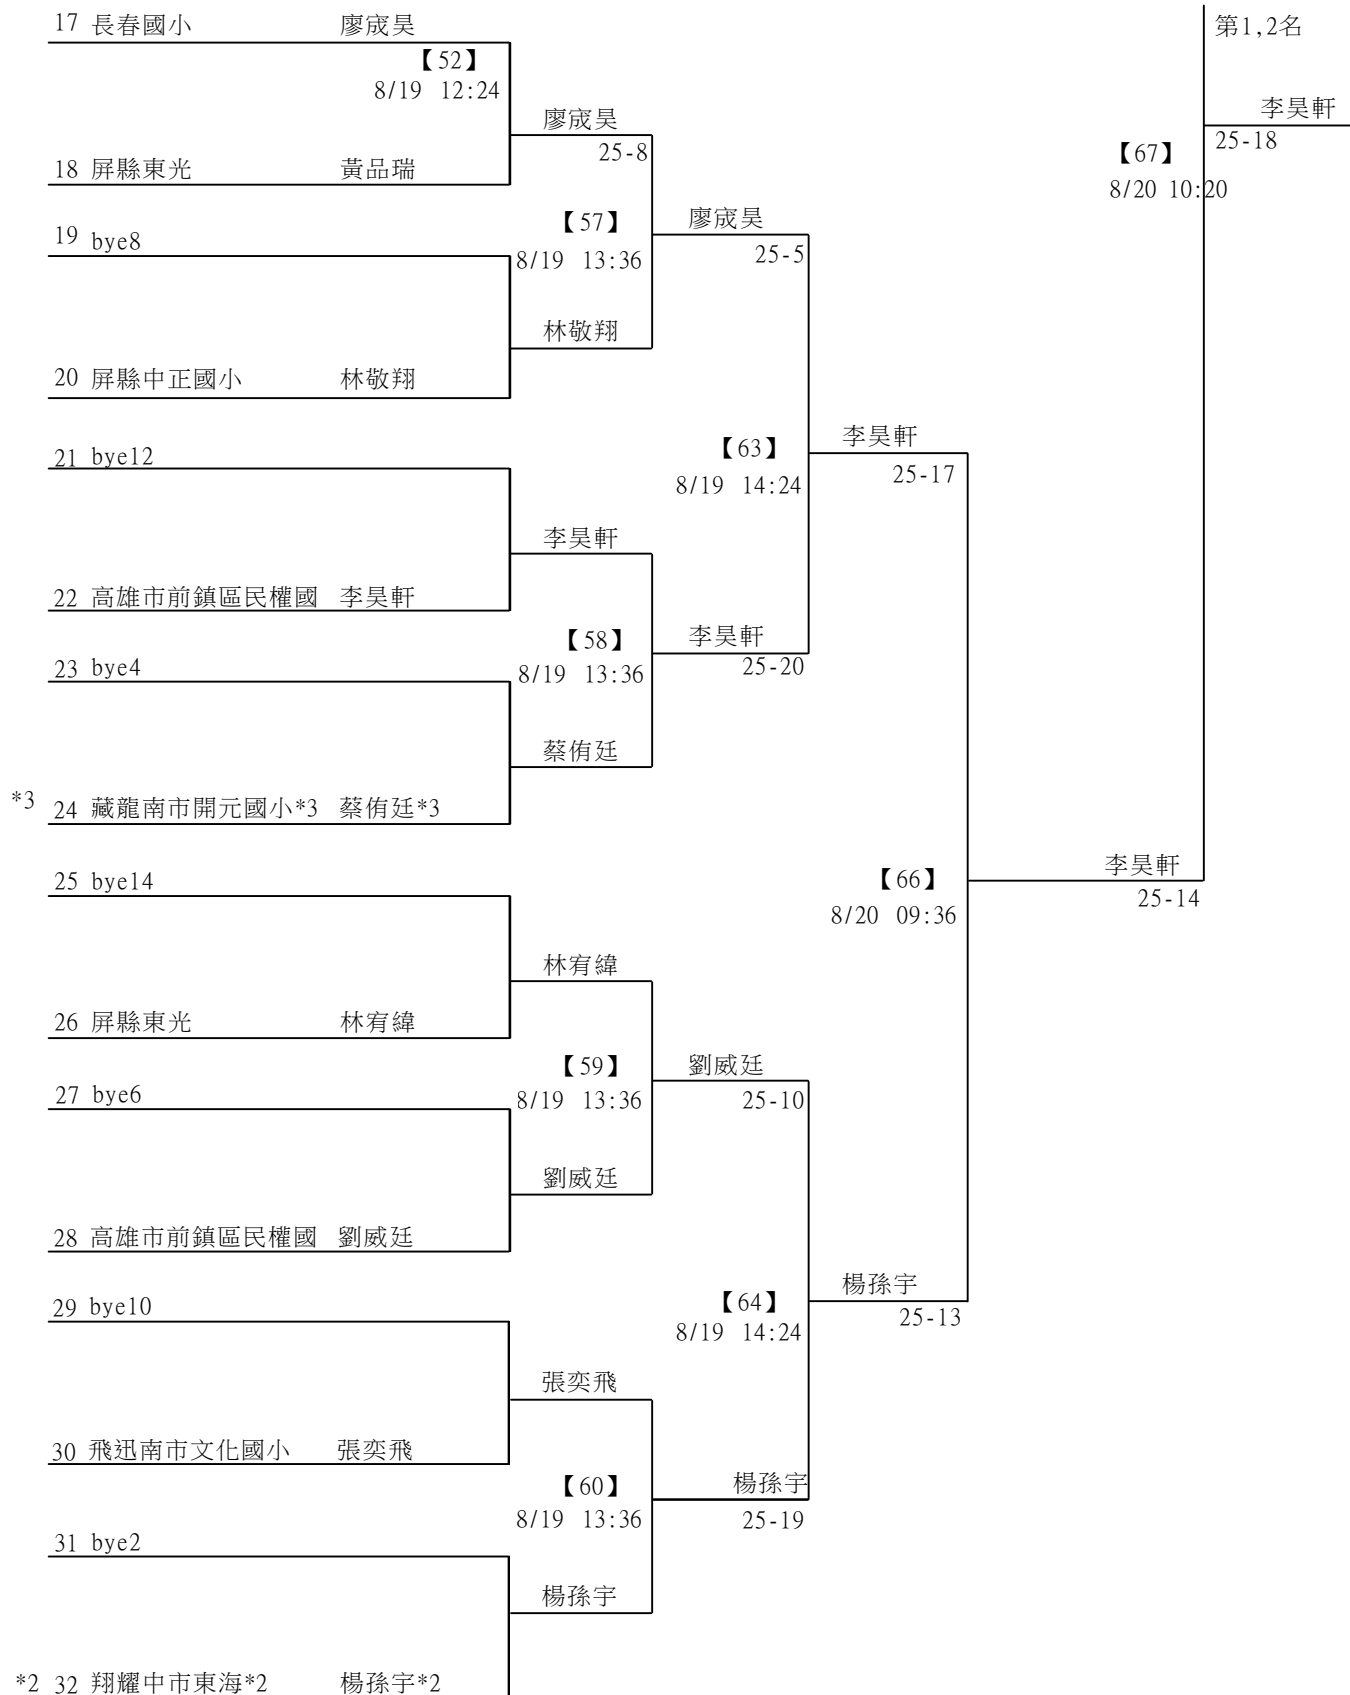 17 長春國小 廖宬昊
第1,2名
【52】
8/19 12:24
李昊軒
廖宬昊
25-18
25-8
【67】
18 屏縣東光 黃品瑞
8/20 10:20
【57】
廖宬昊
19 bye8
25-5
8/19 13:36
林敬翔
20 屏縣中正國小 林敬翔
李昊軒
【63】
21 bye12
25-17
8/19 14:24
李昊軒
22 高雄市前鎮區民權國 李昊軒
【58】
李昊軒
23 bye4
25-20
8/19 13:36
蔡侑廷
*3 24 藏龍南市開元國小*3 蔡侑廷*3
李昊軒
25 bye14
【66】
25-14
8/20 09:36
林宥緯
26 屏縣東光 林宥緯
【59】
劉威廷
27 bye6
8/19 13:36
25-10
劉威廷
28 高雄市前鎮區民權國 劉威廷
楊孫宇
29 bye10
【64】
25-13
8/19 14:24
張奕飛
30 飛迅南市文化國小 張奕飛
【60】
楊孫宇
8/19 13:36
25-19
31 bye2
楊孫宇
*2 32 翔耀中市東海*2 楊孫宇*2